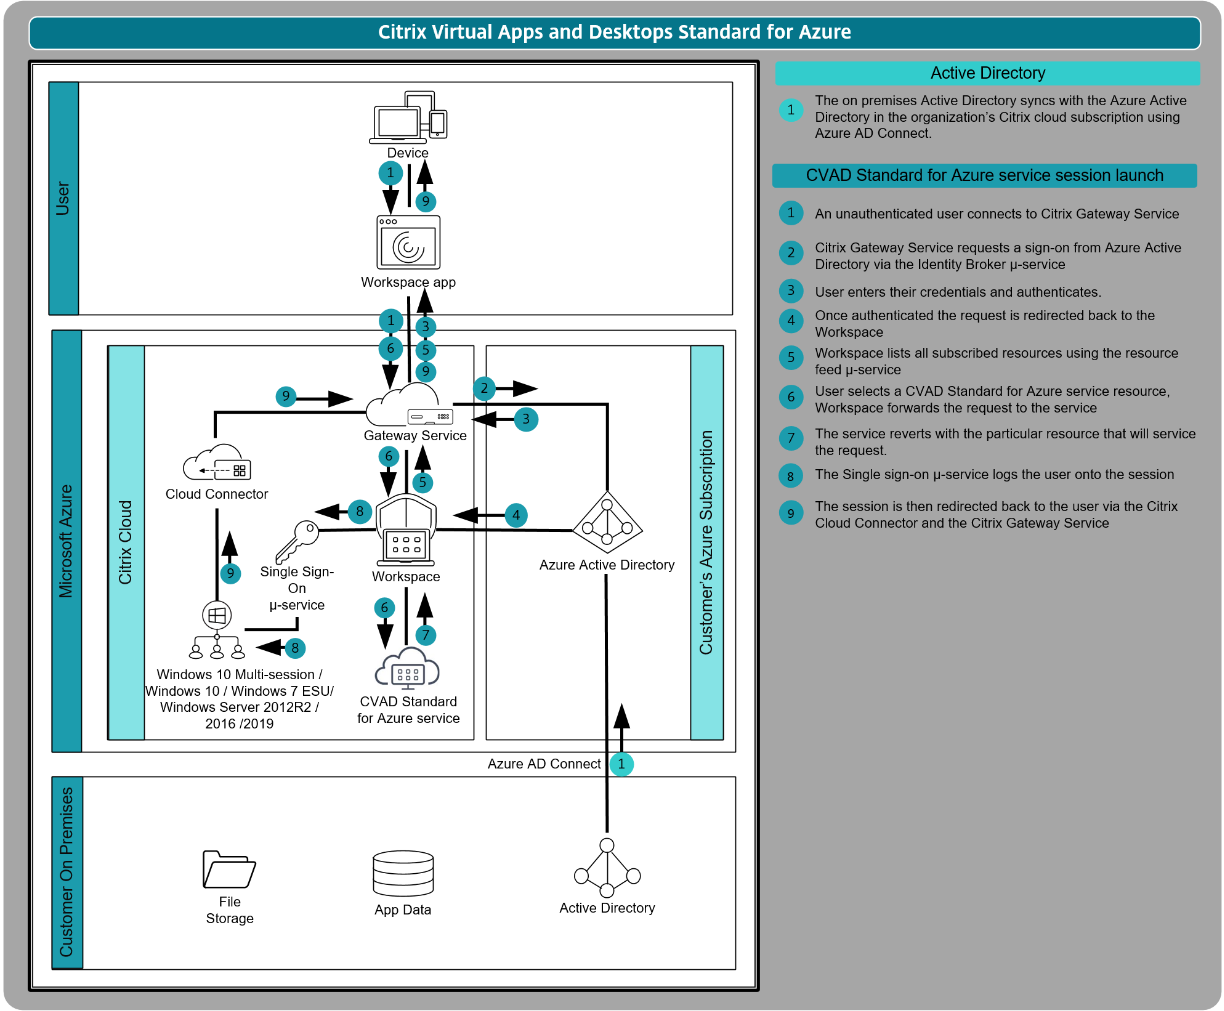 Citrix Virtual Apps and Desktops Standard for Azure
User
Device
1
9
Workspace app
1
3
6
5
9
Microsoft Azure
Citrix Cloud
Customer's Azure Subscription
9
2
3
Gateway Service
Cloud Connector
6
5
8
4
Azure Active Directory
9
Single Sign-
On
µ-service
Workspace
6
7
8
Windows 10 Multi-session /
Windows 10 / Windows 7 ESU/
Windows Server 2012R2 /
2016 /2019
CVAD Standard
for Azure service
Azure AD Connect
1
Customer On Premises
File
Storage
App Data
Active Directory
Active Directory
1
The on premises Active Directory syncs with the Azure Active
Directory in the organization's Citrix cloud subscription using
Azure AD Connect.
CVAD Standard for Azure service session launch
1
An unauthenticated user connects to Citrix Gateway Service
2
Citrix Gateway Service requests a sign-on from Azure Active
Directory via the Identity Broker µ-service
3
User enters their credentials and authenticates.
4
Once authenticated the request is redirected back to the
Workspace
5
Workspace lists all subscribed resources using the resource
feed µ-service
6
User selects a CVAD Standard for Azure service resource,
Workspace forwards the request to the service
7
The service reverts with the particular resource that will service
the request.
8
The Single sign-on µ-service logs the user onto the session
9
The session is then redirected back to the user via the Citrix
Cloud Connector and the Citrix Gateway Service